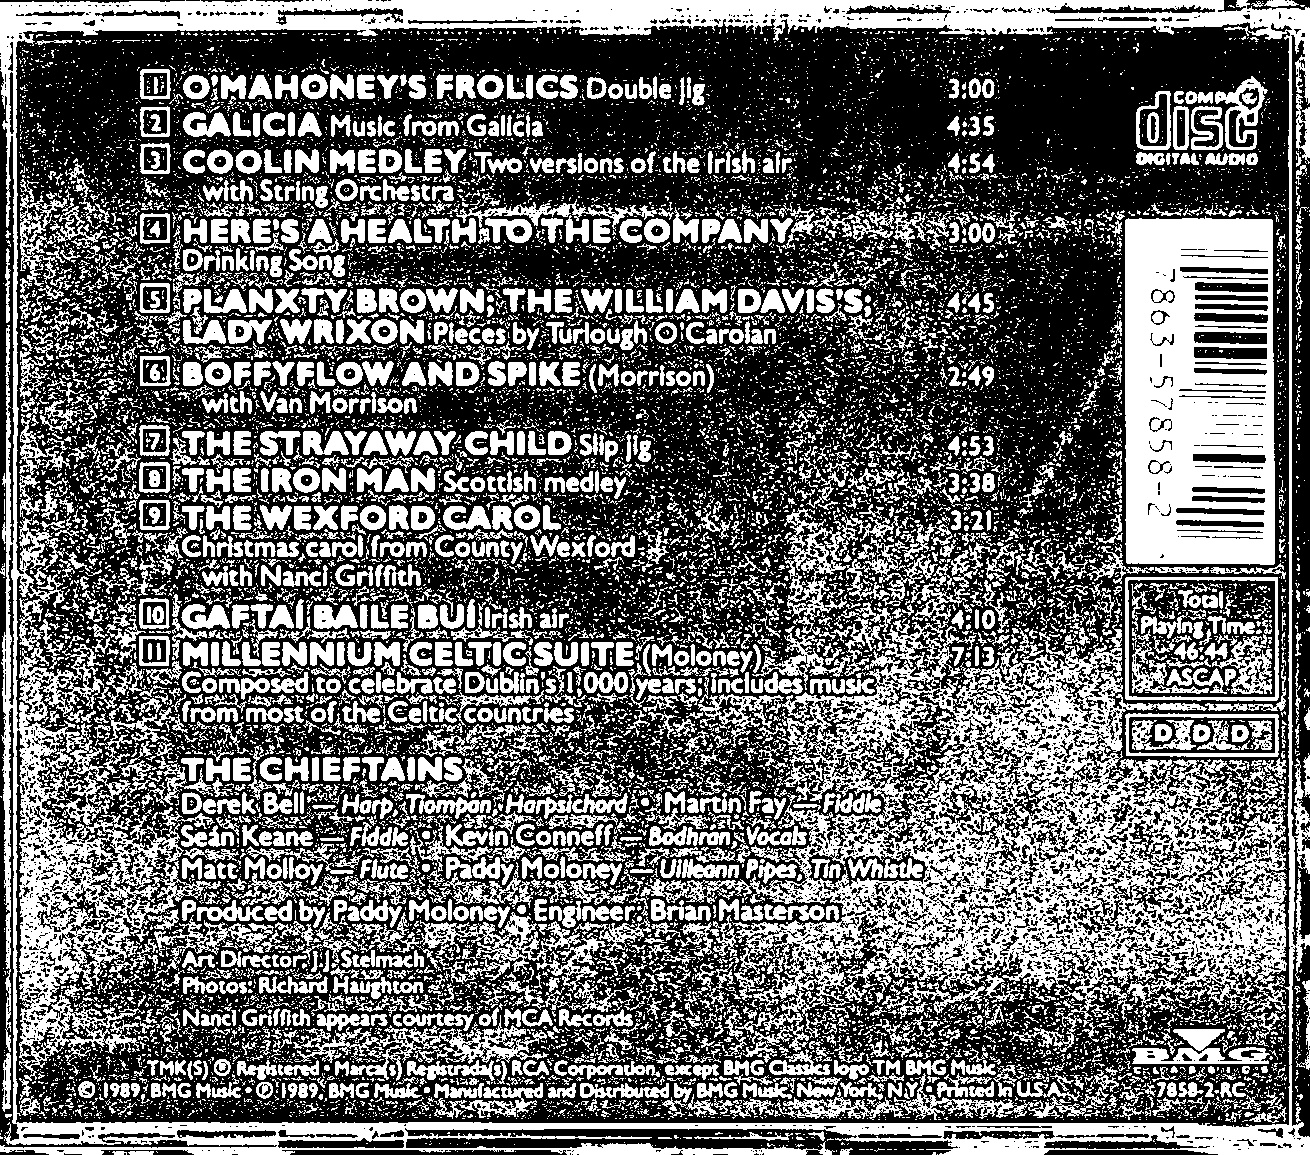 1 O'MAHONEY'S FROLICS Double Jig 3:00
2 GALICIA Music from Galicia 4:35
3 COOLIN MEDLEY Two versions of the Irish air 4:54
with String Orchestra
4 HERE'S A HEALTH TO THE COMPANY 3:00
Drinking Song
5 PLANXTY BROWN; THE WILLIAM DAVIS'S; 4:45
LADY WRIXON Pieces by Turlough O'Carolan
6 BOFFYFLOW AND SPIKE (Morrison) 2:49
with Van Morrison
7 THE STRAYAWAY CHILD Slip Jig 4:53
8 THE IRON MAN Scottish medley 3:38
9 THE WEXFORD CAROL 3:21
Christmas carol from County Wexford
with Nanci Griffith
10 GAFTAÍ BAILE BUÍ Irish air 4:10
11 MILLENNIUM CELTIC SUITE (Moloney) 7:13
Composed to celebrate Dublin's 1,000 years; includes music
from most of the Celtic countries
THE CHIEFTAINS
Derek Bell — Harp, Tiompán, Harpsichord • Martin Fay — Fiddle
Seán Keane — Fiddle • Kevin Conneff — Bodhran, Vocals
Matt Molloy — Flute • Paddy Moloney — Uilleann Pipes, Tin Whistle
Produced by Paddy Moloney • Engineer: Brian Masterson
Art Director: J.J. Stelmach
Photos: Richard Haughton
Nanci Griffith appears courtesy of MCA Records
TMK(S) ® Registered • Marca(s) Registrada(s) RCA Corporation, except BMG Classics logo TM BMG Music
© 1989, BMG Music • ℗ 1989, BMG Music • Manufactured and Distributed by BMG Music, New York, N.Y. • Printed in U.S.A.
COMPACT
disc
DIGITAL AUDIO
7863-57858-2
Total
Playing Time:
46:44
ASCAP
D D D
BMG
CLASSICS
7858-2-RC